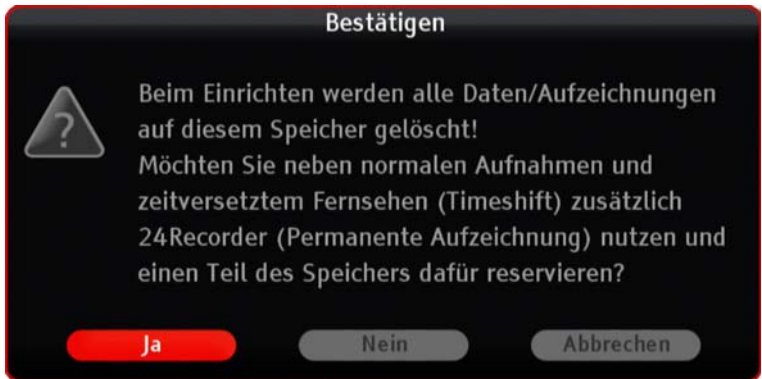 Bestätigen
Beim Einrichten werden alle Daten/Aufzeichnungen
auf diesem Speicher gelöscht!
Möchten Sie neben normalen Aufnahmen und
zeitversetztem Fernsehen (Timeshift) zusätzlich
24Recorder (Permanente Aufzeichnung) nutzen und
einen Teil des Speichers dafür reservieren?
Ja Nein Abbrechen